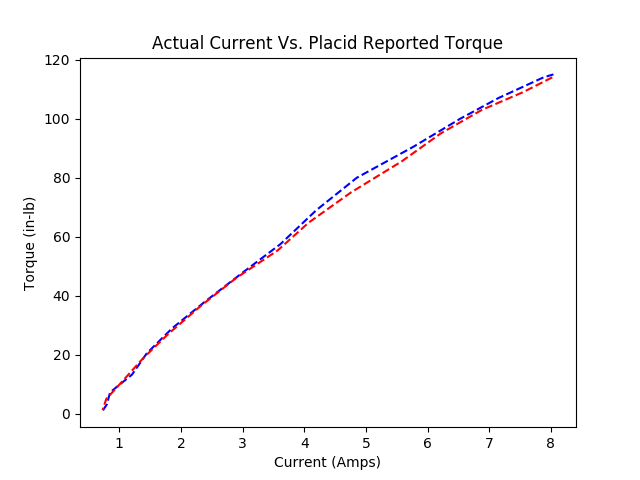 Actual Current Vs. Placid Reported Torque
120
100
80
60
40
20
0
Torque (in-lb)
1 2 3 4 5 6 7 8
Current (Amps)